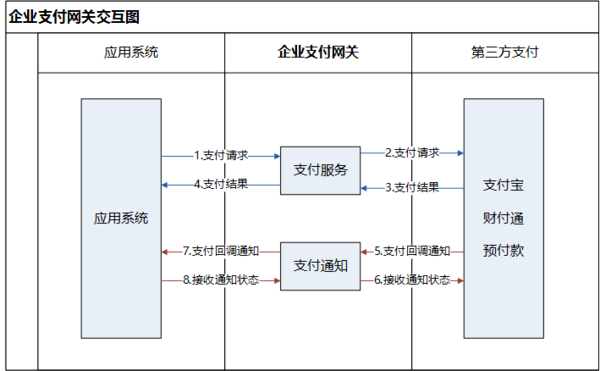 企业支付网关交互图
应用系统
企业支付网关
第三方支付
1.支付请求
2.支付请求
支付服务
4.支付结果
3.支付结果
支付宝
应用系统
财付通
7.支付回调通知
5.支付回调通知
预付款
支付通知
8.接收通知状态
6.接收通知状态